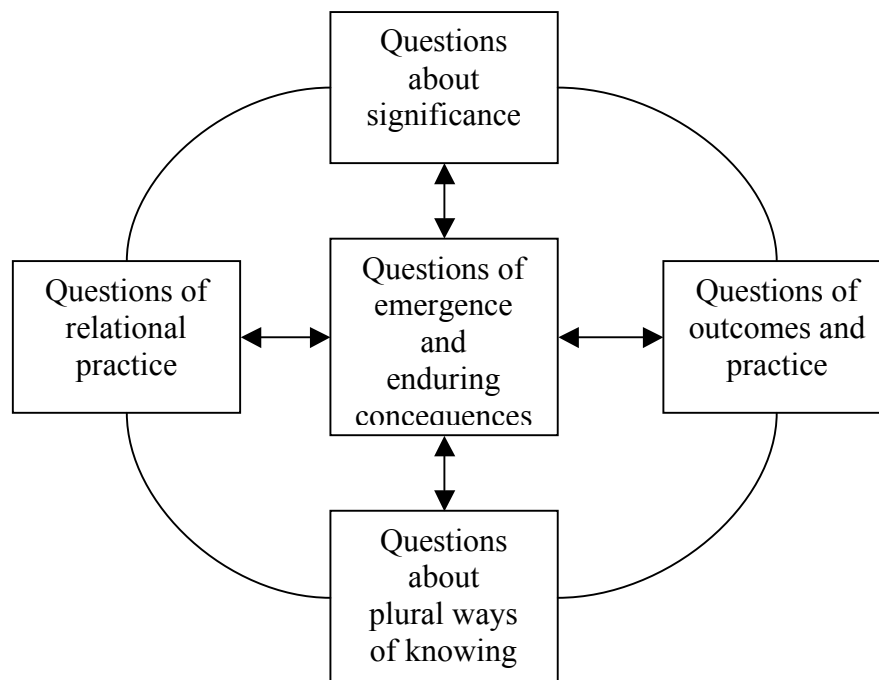 Questions
about
significance
Questions of
relational
practice
Questions of
emergence
and
enduring
concequences
Questions of
outcomes and
practice
Questions
about
plural ways
of knowing